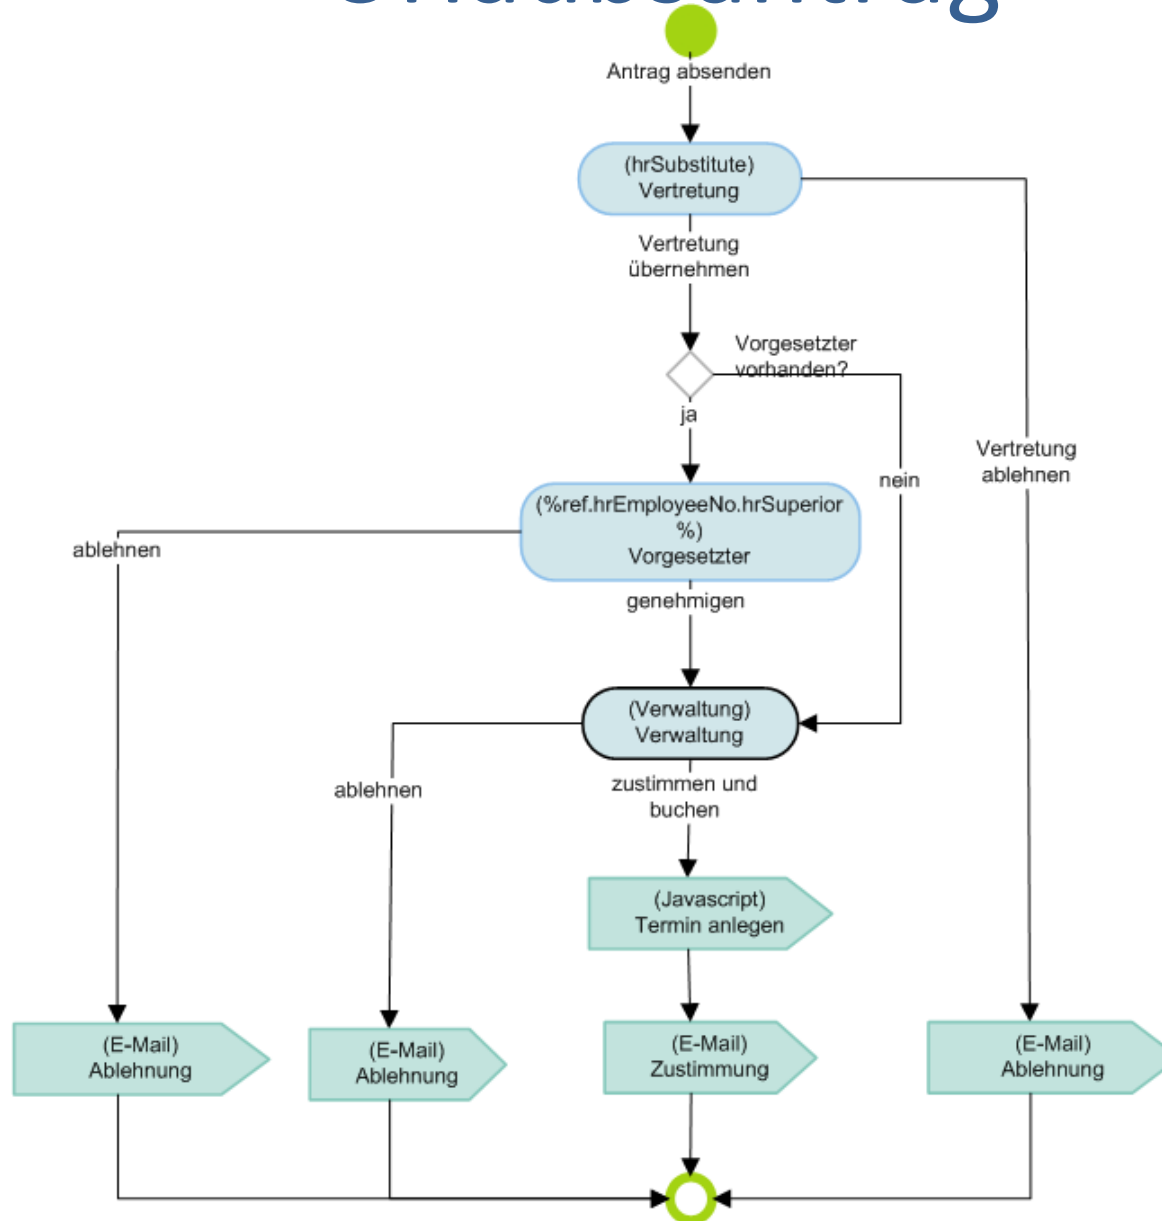 Urlaubsantrag
Antrag absenden
(hrSubstitute)
Vertretung
Vertretung
übernehmen
Vorgesetzter
vorhanden?
ja
Vertretung
ablehnen
nein
(%ref.hrEmployeeNo.hrSuperior
%)
Vorgesetzter
ablehnen
genehmigen
(Verwaltung)
Verwaltung
ablehnen
zustimmen und
buchen
(Javascript)
Termin anlegen
(E-Mail)
Ablehnung
(E-Mail)
Ablehnung
(E-Mail)
Zustimmung
(E-Mail)
Ablehnung